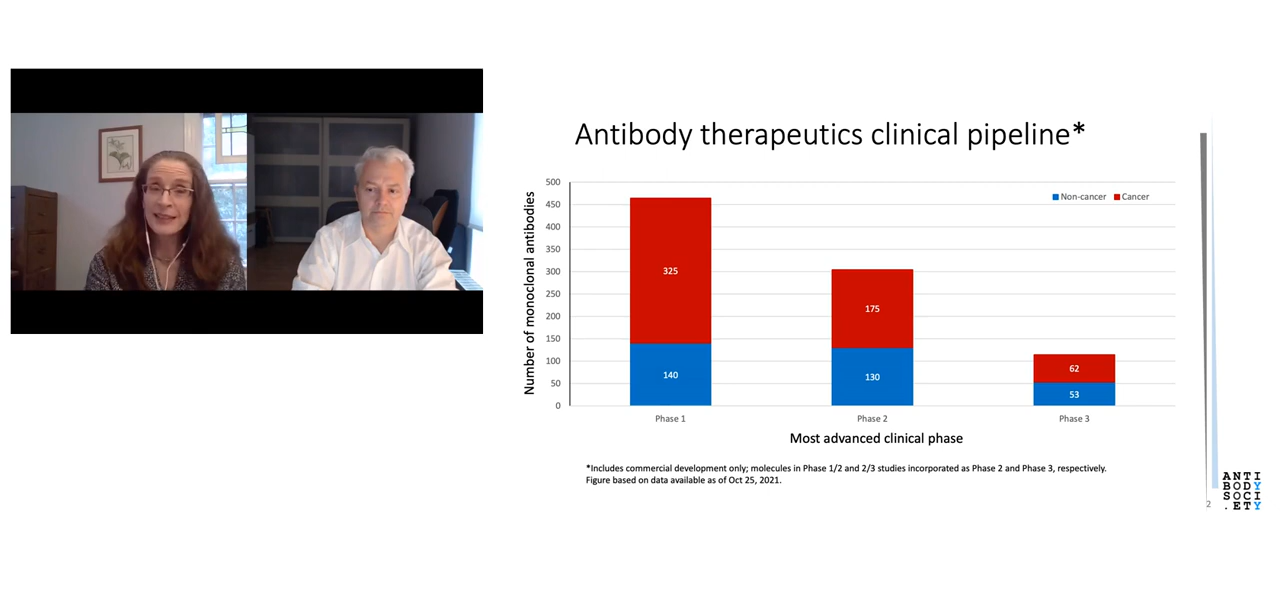 Antibody therapeutics clinical pipeline*
Number of monoclonal antibodies
500
450
400
350
300
250
200
150
100
50
0
Non-cancer
Cancer
325
140
175
130
62
53
Phase 1
Phase 2
Phase 3
Most advanced clinical phase
*Includes commercial development only; molecules in Phase 1/2 and 2/3 studies incorporated as Phase 2 and Phase 3, respectively.
Figure based on data available as of Oct 25, 2021.
2
ANTI
BODY
SOCI
.ETY